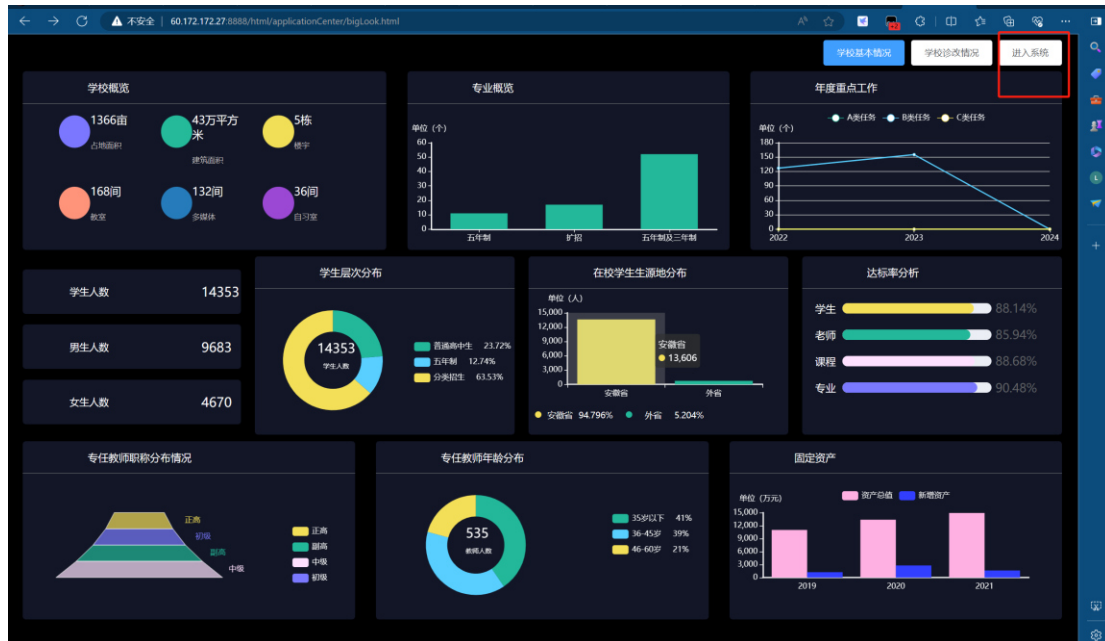 不安全 60.172.172.27:8888/html/applicationCenter/bigLook.html
学校基本情况 学校诊改情况 进入系统
学校概览
1366亩
占地面积
43万平方米
建筑面积
5栋
楼宇
168间
教室
132间
多媒体
36间
自习室
专业概览
单位（个）
60
50
40
30
20
10
0
五年制 扩招 五年制及三年制
年度重点工作
A类任务 B类任务 C类任务
单位（个）
180
150
120
90
60
30
0
2022 2023 2024
学生人数 14353
男生人数 9683
女生人数 4670
学生层次分布
14353
学生人数
普通高中生 23.72%
五年制 12.74%
分类招生 63.53%
在校学生生源地分布
单位（人）
15,000
12,000
9,000
6,000
3,000
0
安徽省
13,606
安徽省 外省
安徽省 94.796% 外省 5.204%
达标率分析
学生 88.14%
老师 85.94%
课程 88.68%
专业 90.48%
专任教师职称分布情况
正高
初级
副高
中级
正高
副高
中级
初级
专任教师年龄分布
535
教师人数
35岁以下 41%
36-45岁 39%
46-60岁 21%
固定资产
单位（万元）
资产总值 新增资产
15,000
12,000
9,000
6,000
3,000
0
2019 2020 2021